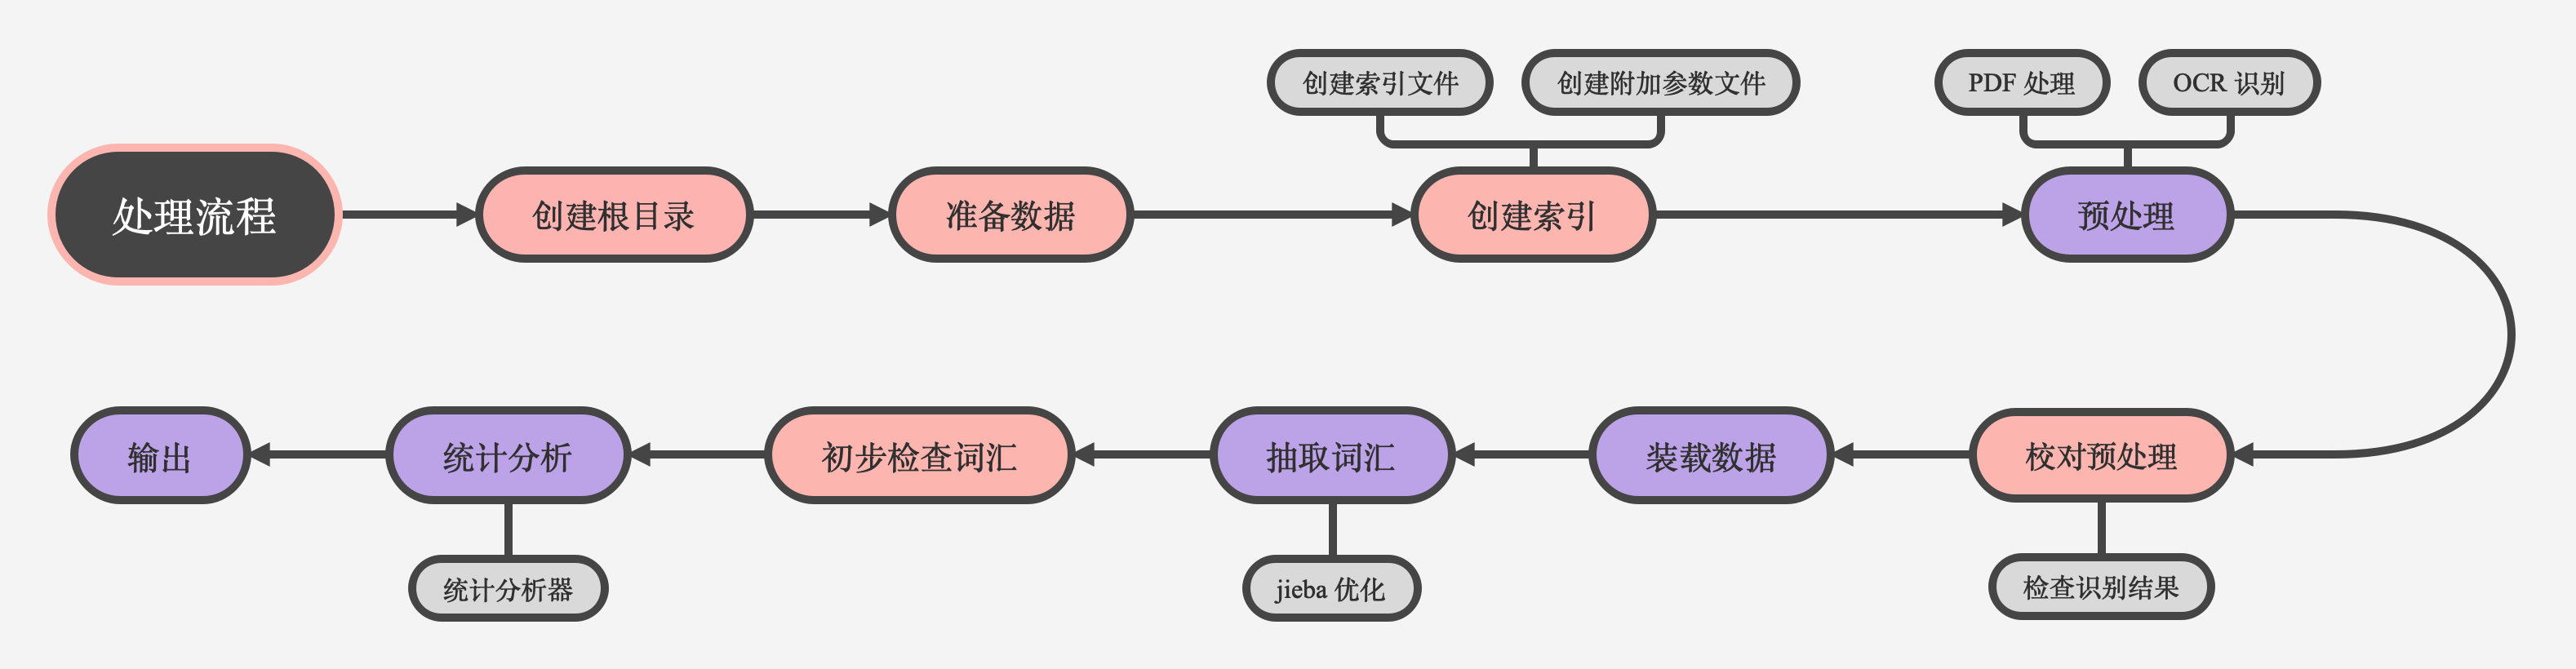 创建索引文件
创建附加参数文件
PDF 处理
OCR 识别
处理流程
创建根目录
准备数据
创建索引
预处理
校对预处理
装载数据
抽取词汇
初步检查词汇
统计分析
输出
统计分析器
jieba 优化
检查识别结果